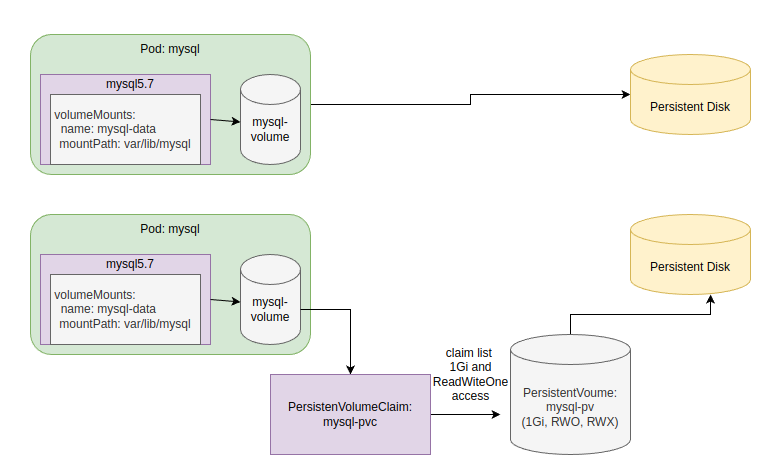 Pod: mysql
mysql5.7
volumeMounts:
name: mysql-data
mountPath: var/lib/mysql
mysql-
volume
Persistent Disk
Pod: mysql
mysql5.7
volumeMounts:
name: mysql-data
mountPath: var/lib/mysql
mysql-
volume
Persistent Disk
claim list
1Gi and
ReadWiteOne
access
PersistenVolumeClaim:
mysql-pvc
PersistentVoume:
mysql-pv
(1Gi, RWO, RWX)